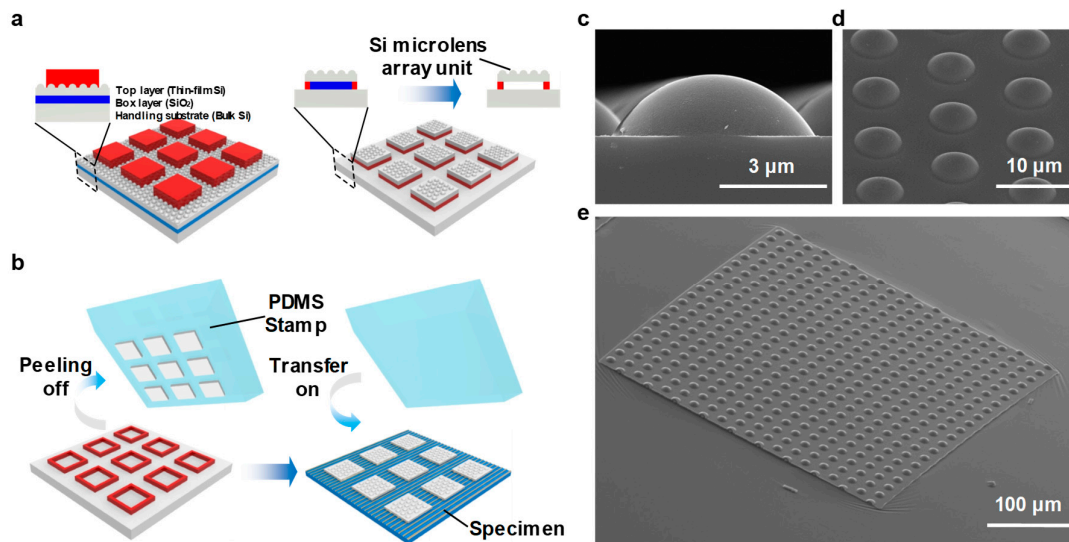 a
Si microlens
array unit
Top layer (Thin-film Si)
Box layer (SiO₂)
Handling substrate (Bulk Si)
b
PDMS
Stamp
Peeling
off
Transfer
on
Specimen
c
3 μm
d
10 μm
e
100 μm